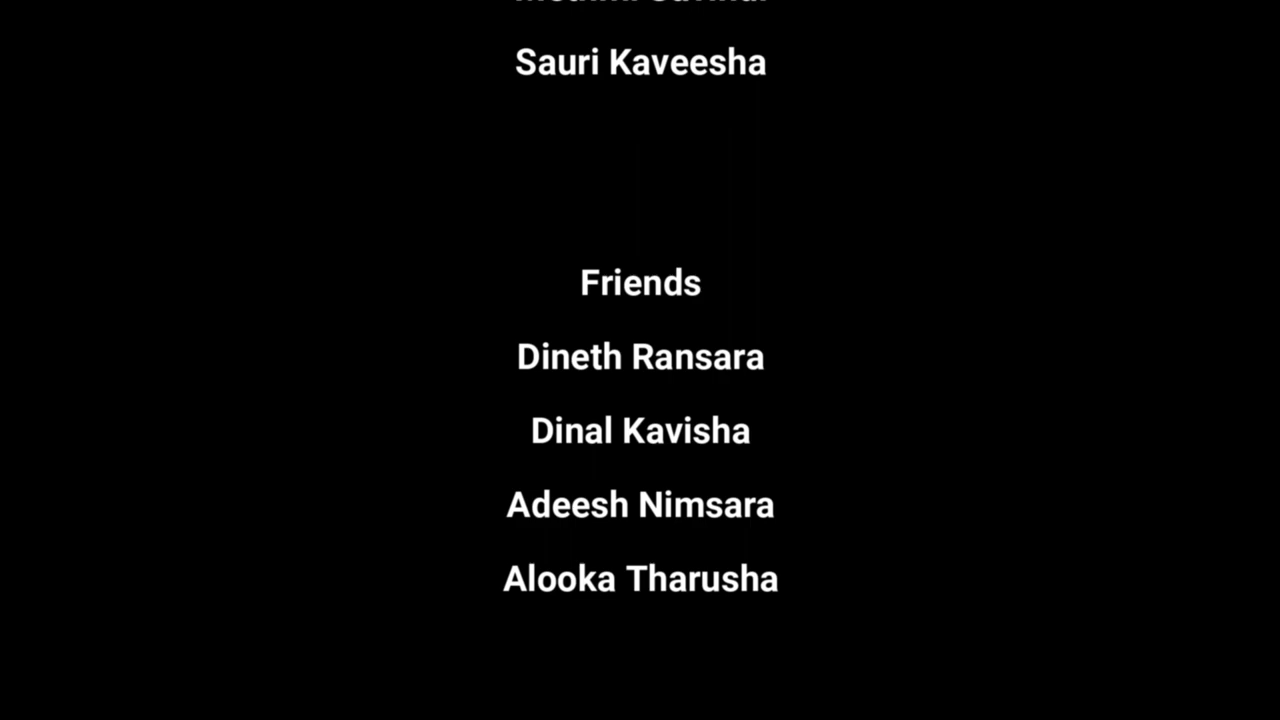 Sauri Kaveesha
Friends
Dineth Ransara
Dinal Kavisha
Adeesh Nimsara
Alooka Tharusha